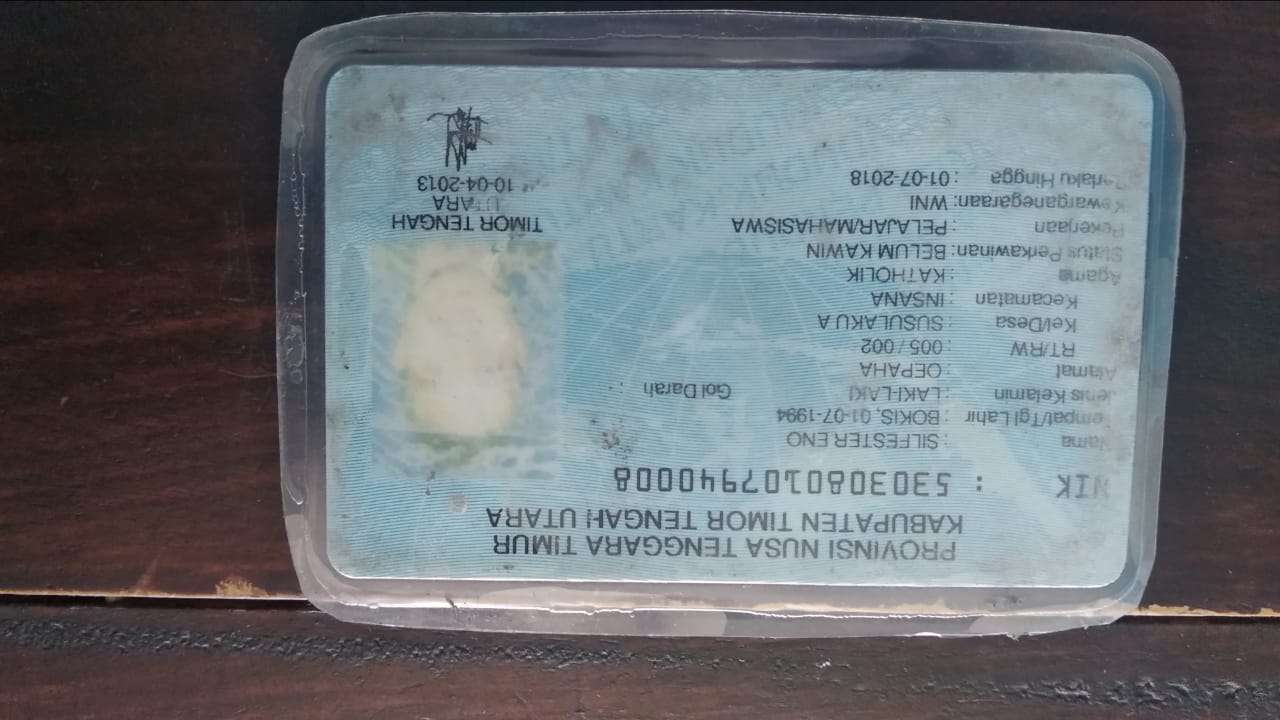 PROVINSI NUSA TENGGARA TIMUR
KABUPATEN TIMOR TENGAH UTARA
NIK : 5303080107940008
Nama : SILFESTER ENO
Tempat/Tgl Lahir : BOKIS, 01-07-1994
Jenis Kelamin : LAKI-LAKI Gol Darah : -
Alamat : OEPAHA
RT/RW : 005 / 002
Kel/Desa : SUSULAKU A
Kecamatan : INSANA
Agama : KATHOLIK
Status Perkawinan: BELUM KAWIN
Pekerjaan : PELAJAR/MAHASISWA
Kewarganegaraan: WNI
Berlaku Hingga : 01-07-2018
TIMOR TENGAH
UTARA
10-04-2013